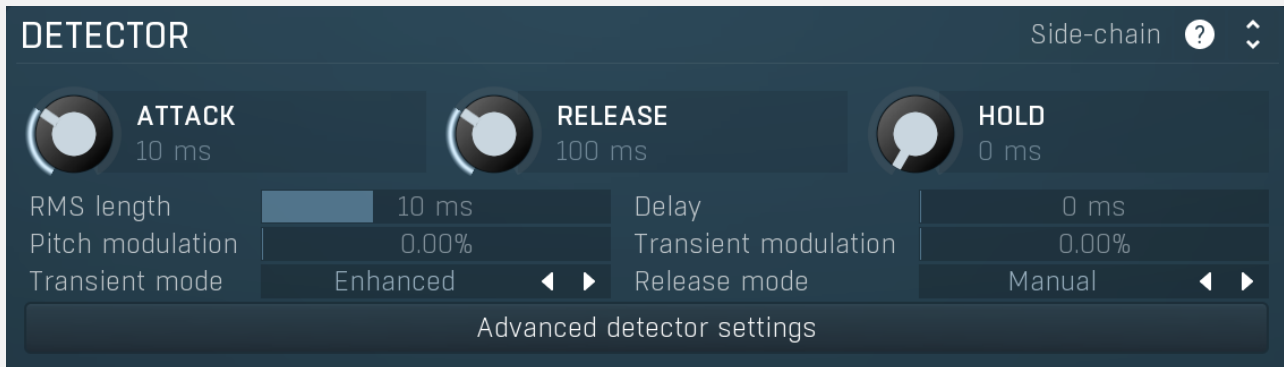 DETECTOR Side-chain ?
ATTACK RELEASE HOLD
10 ms 100 ms 0 ms
RMS length 10 ms Delay 0 ms
Pitch modulation 0.00% Transient modulation 0.00%
Transient mode Enhanced Release mode Manual
Advanced detector settings